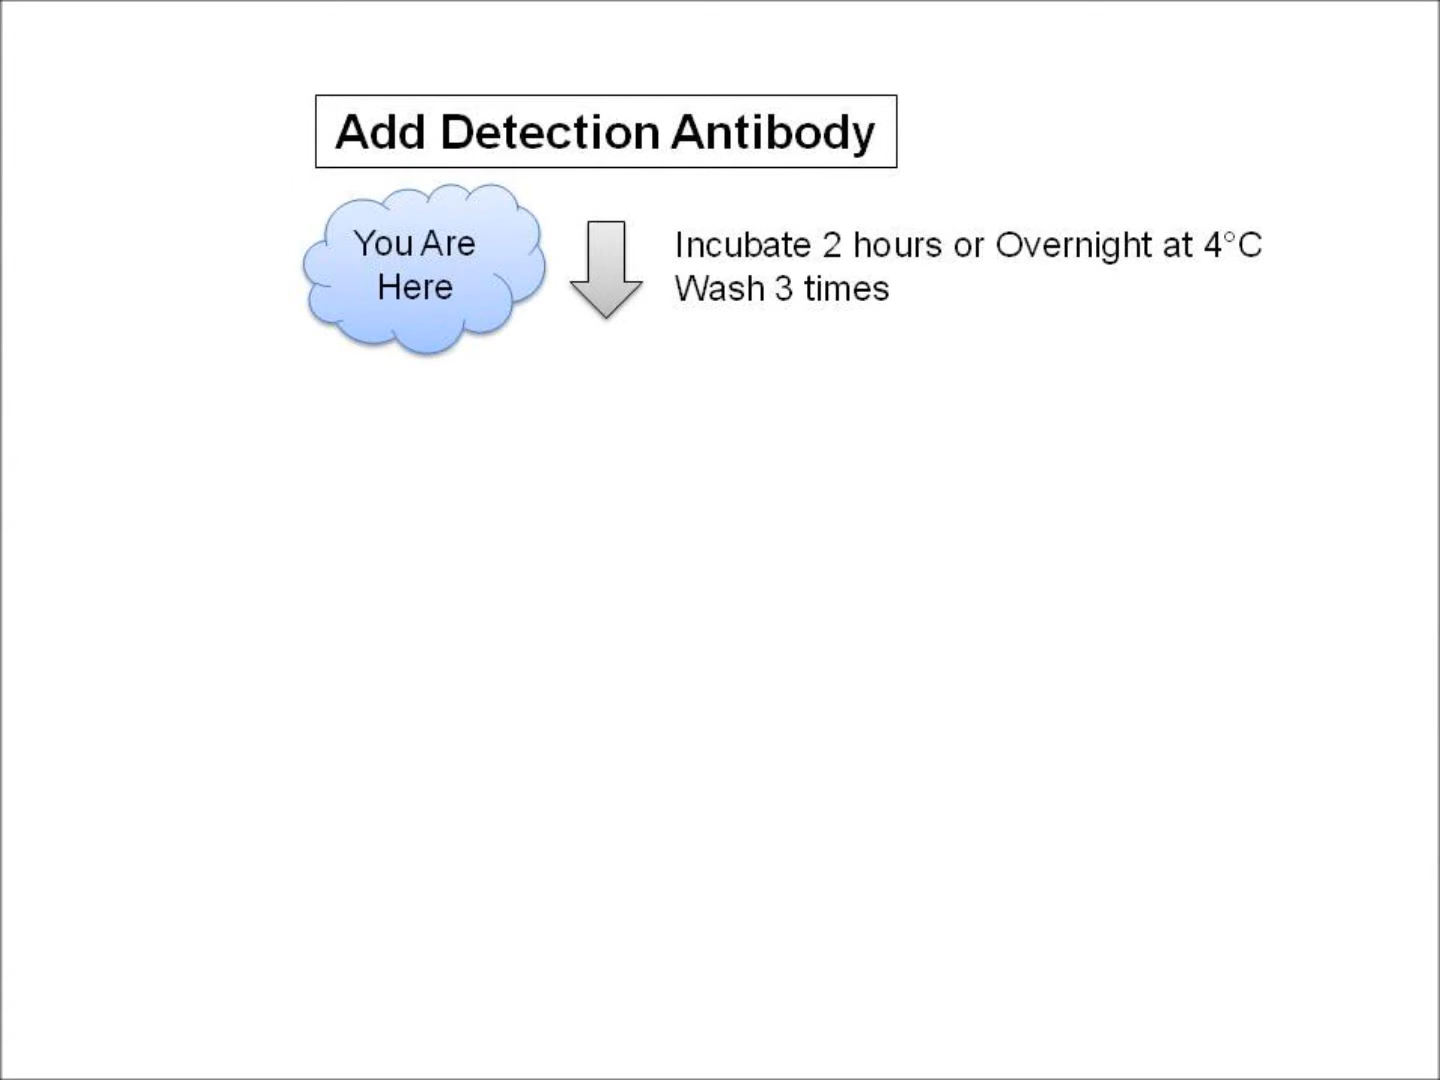 Add Detection Antibody
You Are
Here
Incubate 2 hours or Overnight at 4°C
Wash 3 times